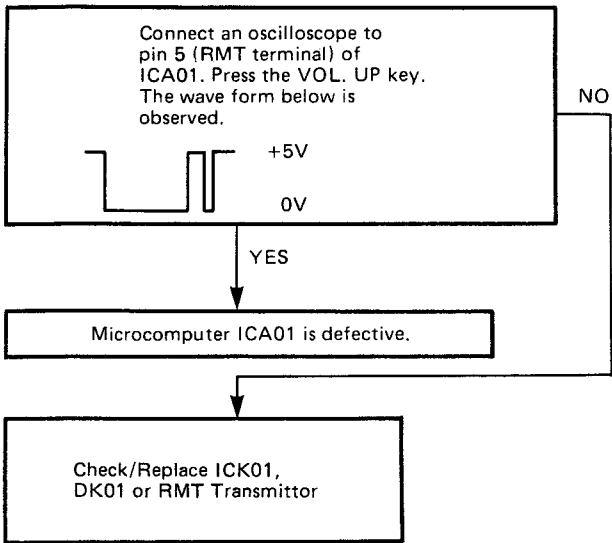 Connect an oscilloscope to
pin 5 (RMT terminal) of
ICA01. Press the VOL. UP key.
The wave form below is
observed.
NO
+5V
0V
YES
Microcomputer ICA01 is defective.
Check/Replace ICK01,
DK01 or RMT Transmittor